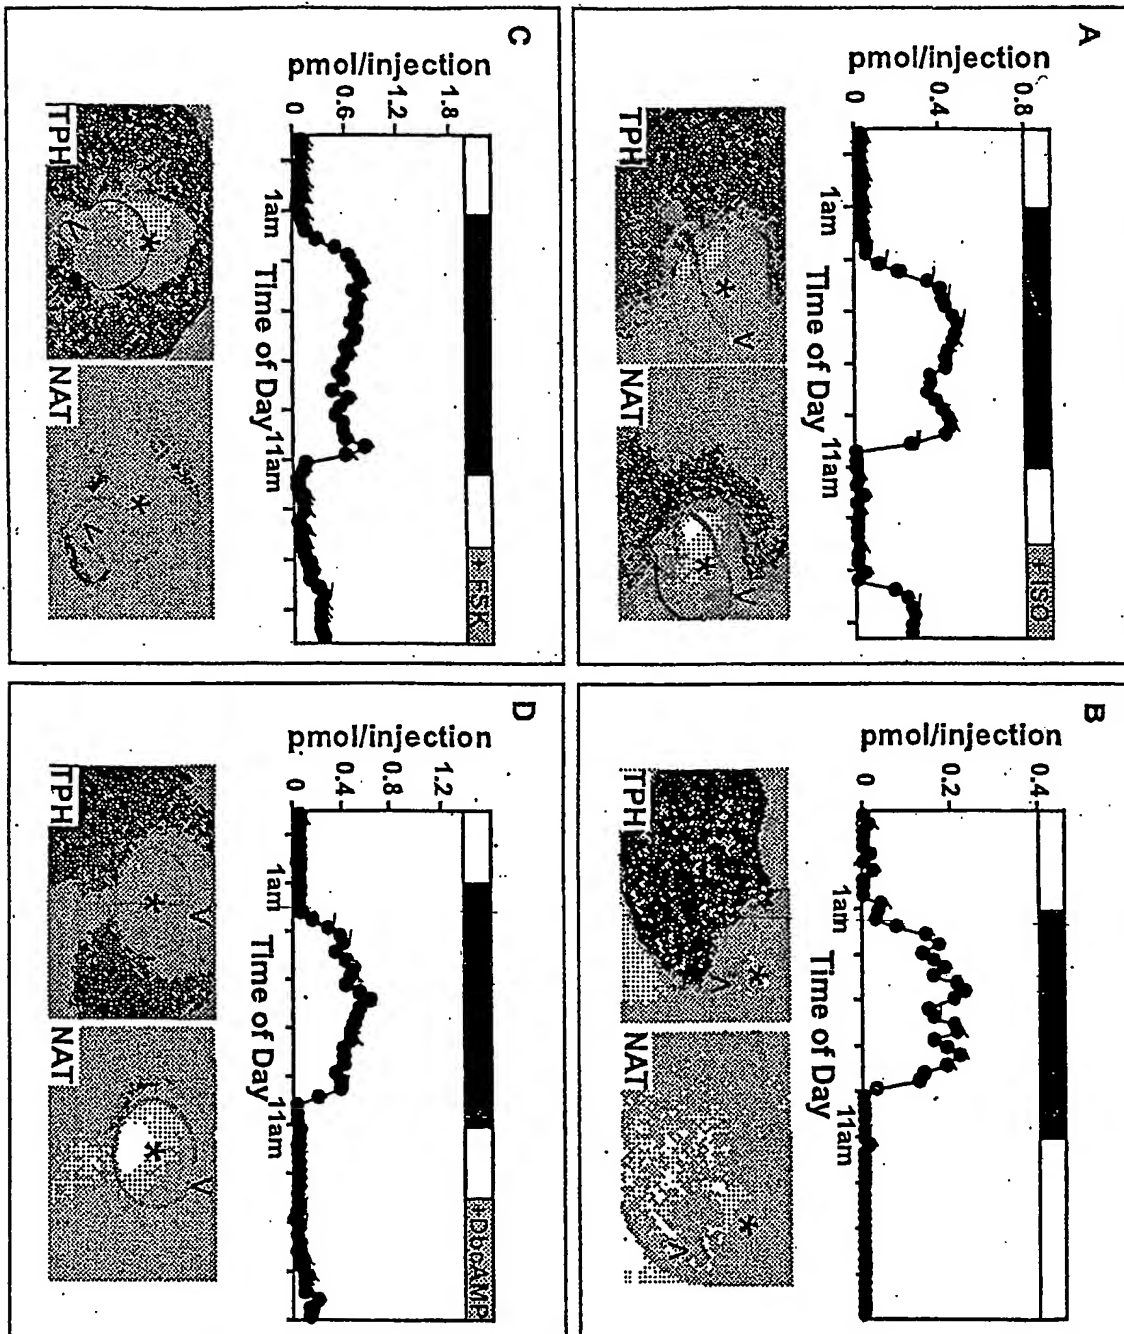 A
pmol/injection
0.8
0.4
0
+ ISO
1am
11am
Time of Day
TPH
NAT
V
V
B
pmol/injection
0.4
0.2
0
1am
11am
Time of Day
TPH
NAT
V
V
C
pmol/injection
1.8
1.2
0.6
0
+ FSK
1am
11am
Time of Day
TPH
NAT
V
V
D
pmol/injection
1.2
0.8
0.4
0
+DbcAMP
1am
11am
Time of Day
TPH
NAT
V
V